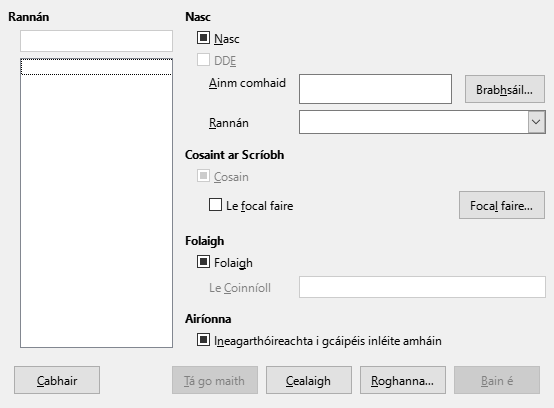 Rannán
Nasc
Nasc
DDE
Ainm comhaid
Brabhsáil...
Rannán
Cosaint ar Scríobh
Cosain
Le focal faire
Focal faire...
Folaigh
Folaigh
Le Coinníoll
Airíonna
Ineagarthóireachta i gcáipéis inléite amháin
Cabhair
Tá go maith
Cealaigh
Roghanna...
Bain é